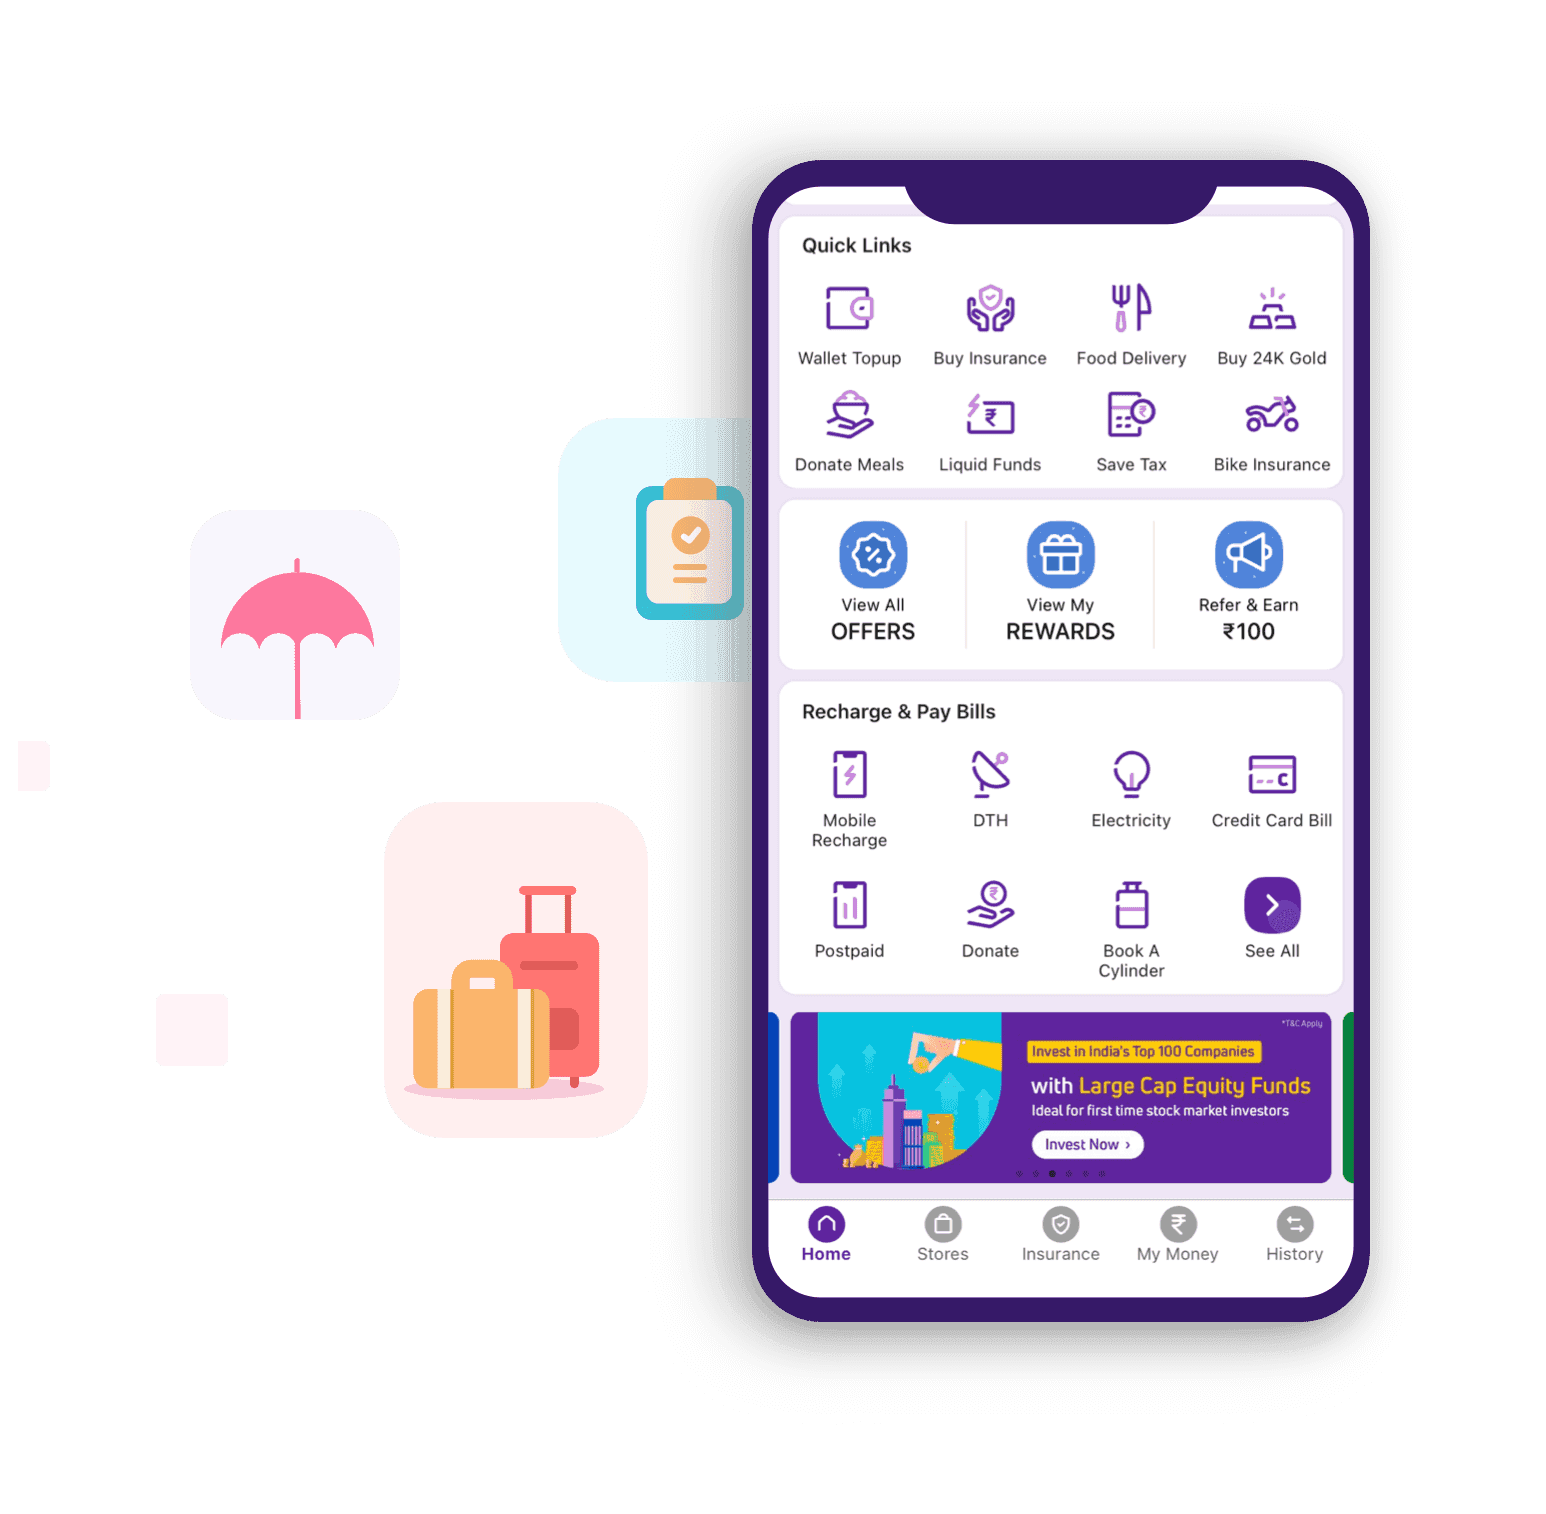 Quick Links
Wallet Topup
Buy Insurance
Food Delivery
Buy 24K Gold
Donate Meals
Liquid Funds
Save Tax
Bike Insurance
View All
OFFERS
View My
REWARDS
Refer & Earn
₹100
Recharge & Pay Bills
Mobile
Recharge
DTH
Electricity
Credit Card Bill
Postpaid
Donate
Book A
Cylinder
See All
*T&C Apply
Invest in India's Top 100 Companies
with Large Cap Equity Funds
Ideal for first time stock market investors
Invest Now ›
Home
Stores
Insurance
My Money
History